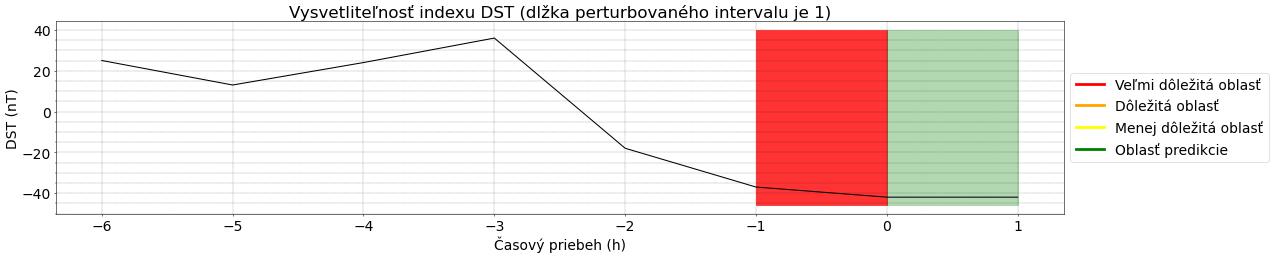 Vysvetliteľnosť indexu DST (dĺžka perturbovaného intervalu je 1)
DST (nT)
40
20
0
−20
−40
−6 −5 −4 −3 −2 −1 0 1
Časový priebeh (h)
Veľmi dôležitá oblasť
Dôležitá oblasť
Menej dôležitá oblasť
Oblasť predikcie